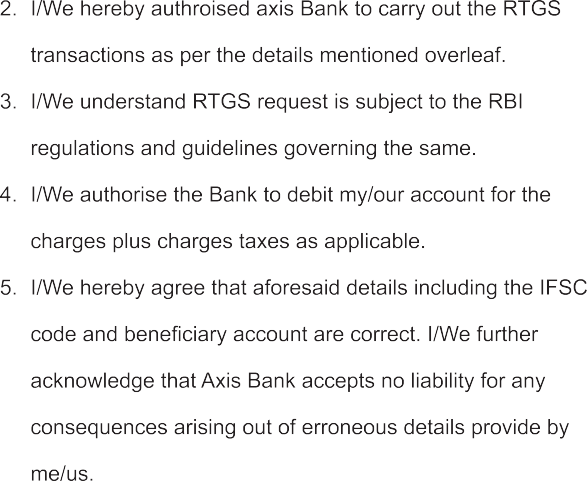 2. I/We hereby authroised axis Bank to carry out the RTGS
transactions as per the details mentioned overleaf.
3. I/We understand RTGS request is subject to the RBI
regulations and guidelines governing the same.
4. I/We authorise the Bank to debit my/our account for the
charges plus charges taxes as applicable.
5. I/We hereby agree that aforesaid details including the IFSC
code and beneficiary account are correct. I/We further
acknowledge that Axis Bank accepts no liability for any
consequences arising out of erroneous details provide by
me/us.